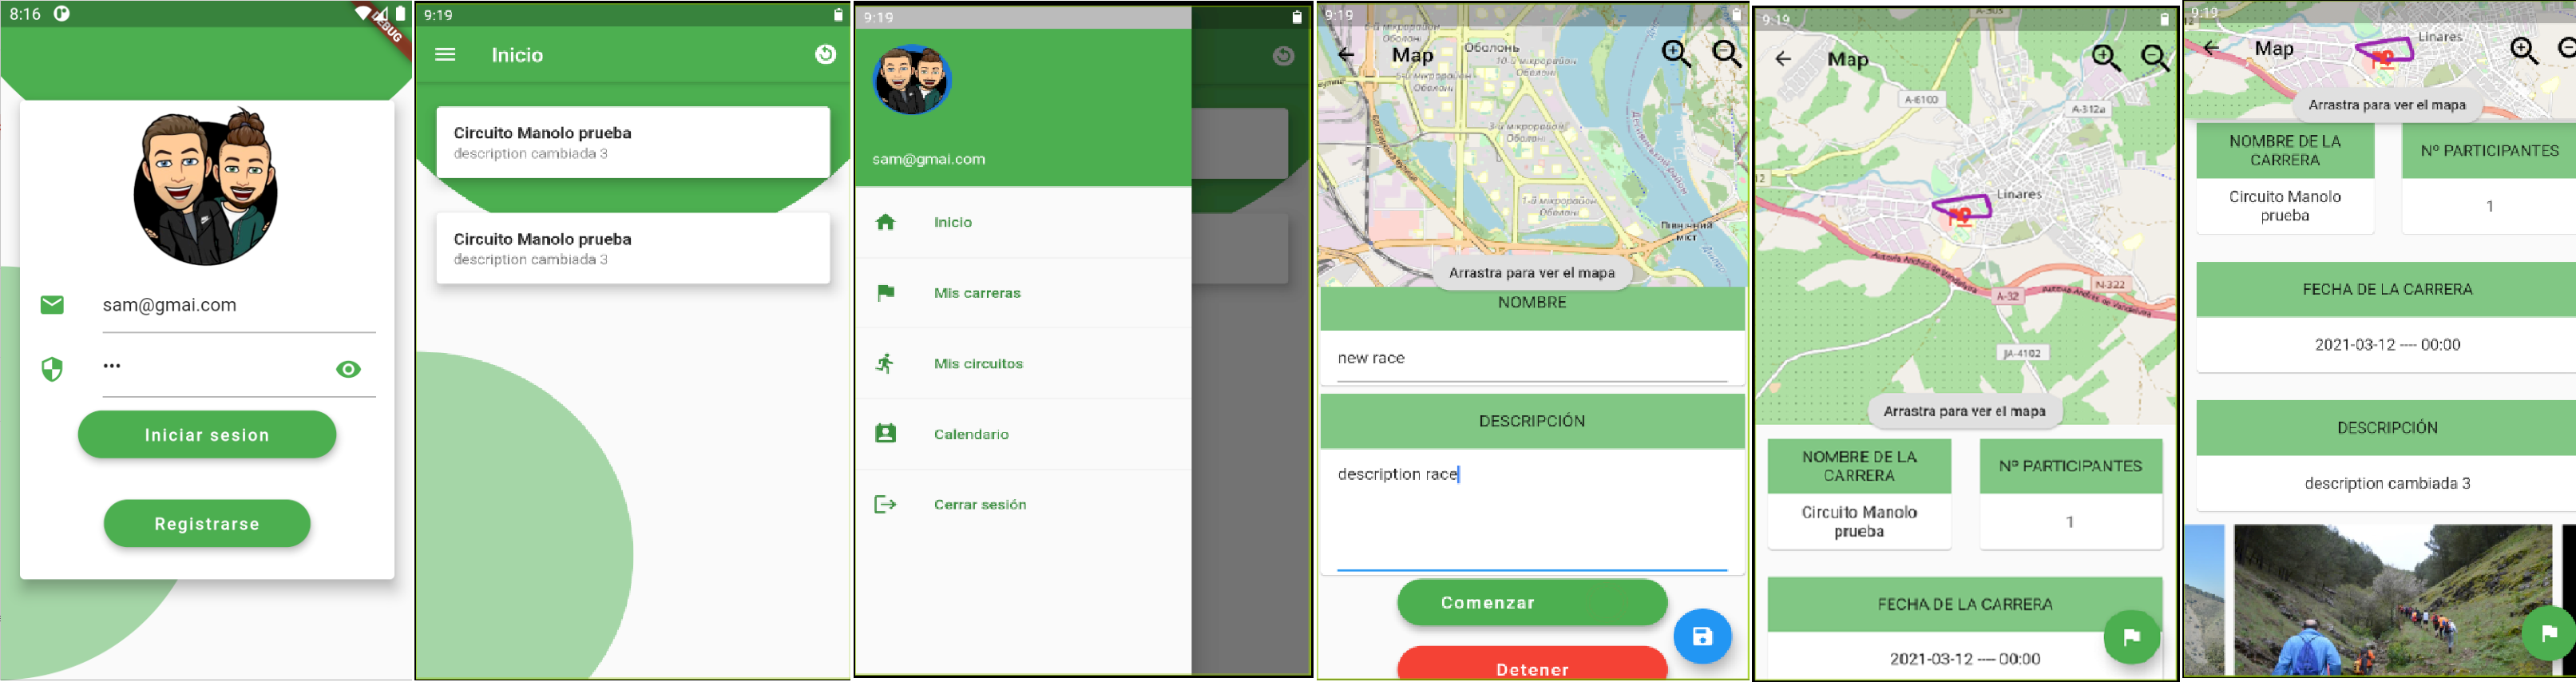 8:16
DEBUG
sam@gmai.com
•••
Iniciar sesion
Registrarse
9:19
Inicio
Circuito Manolo prueba
description cambiada 3
Circuito Manolo prueba
description cambiada 3
9:19
sam@gmai.com
Inicio
Mis carreras
Mis circuitos
Calendario
Cerrar sesión
9:19
Map
Оболонь
Arrastra para ver el mapa
NOMBRE
new race
DESCRIPCIÓN
description race
Comenzar
Detener
9:19
Map
A-6100
A-312a
Linares
A-32
N-322
JA-4102
Arrastra para ver el mapa
NOMBRE DE LA
CARRERA
Nº PARTICIPANTES
Circuito Manolo
prueba
1
FECHA DE LA CARRERA
2021-03-12 ---- 00:00
9:19
Map
Linares
Arrastra para ver el mapa
NOMBRE DE LA
CARRERA
Nº PARTICIPANTES
Circuito Manolo
prueba
1
FECHA DE LA CARRERA
2021-03-12 ---- 00:00
DESCRIPCIÓN
description cambiada 3